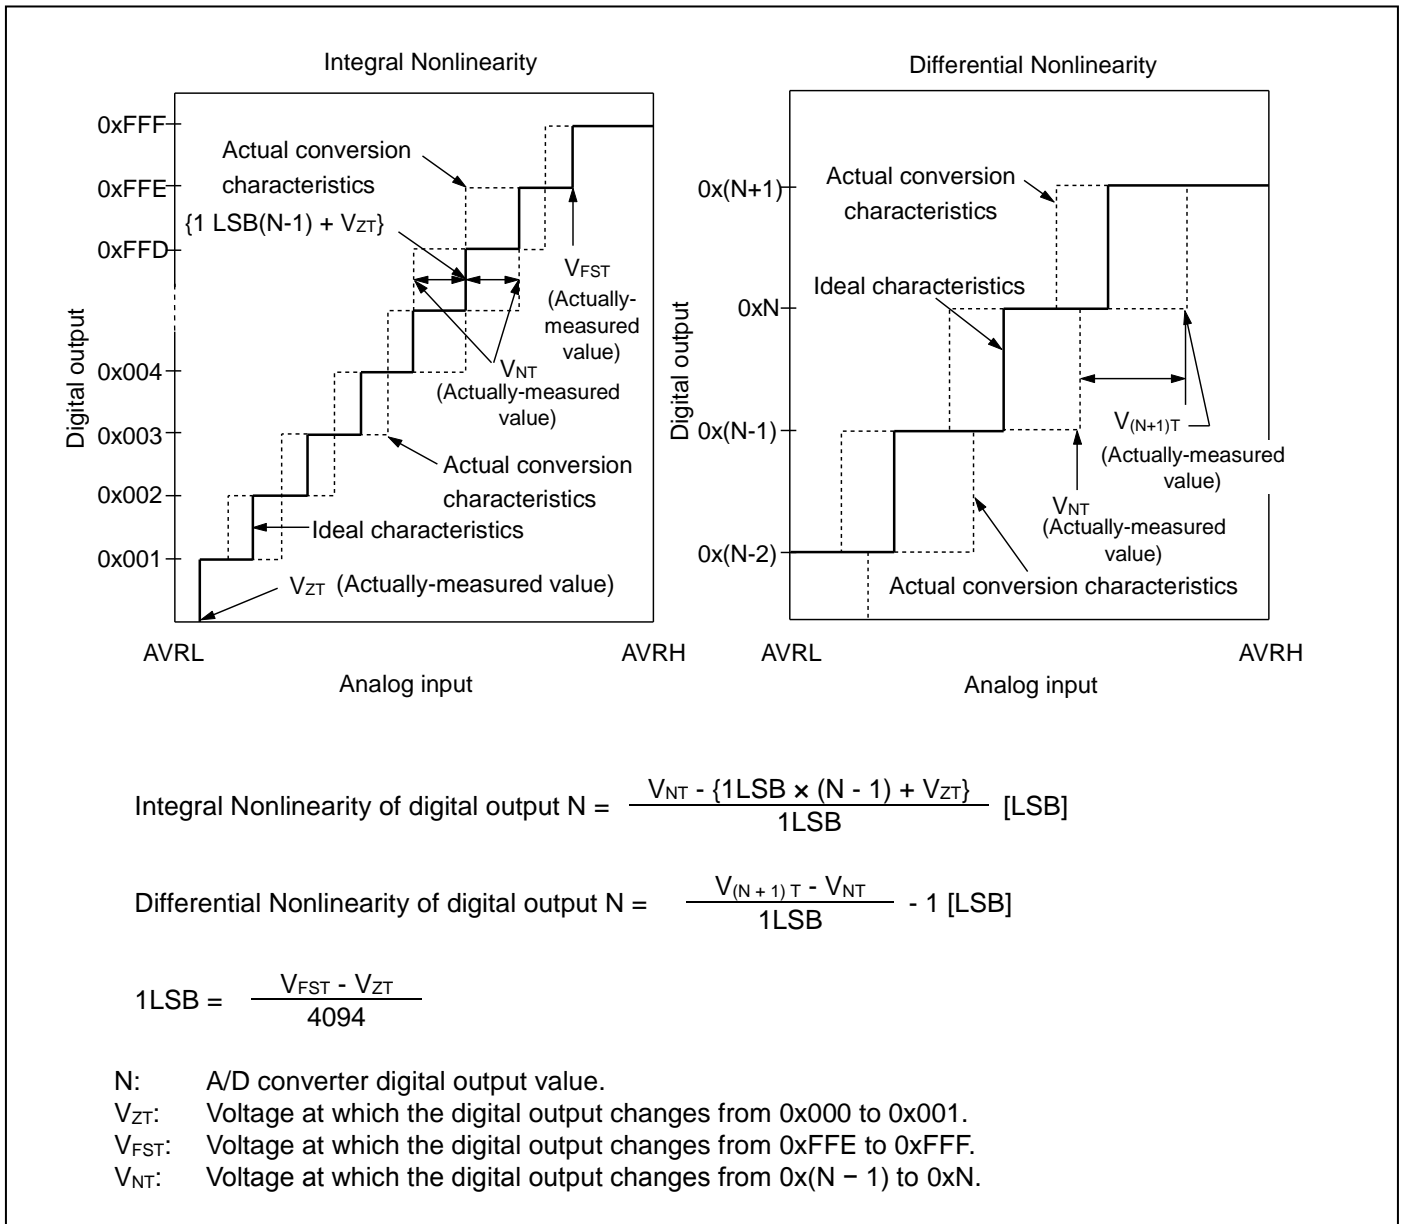 Integral Nonlinearity
0xFFF
0xFFE
0xFFD
0x004
0x003
0x002
0x001
Digital output
Actual conversion
characteristics
{1 LSB(N-1) + VZT}
VFST
(Actually-
measured
value)
VNT
(Actually-measured
value)
Actual conversion
characteristics
Ideal characteristics
VZT (Actually-measured value)
AVRL
AVRH
Analog input
Differential Nonlinearity
0x(N+1)
0xN
0x(N-1)
0x(N-2)
Digital output
Actual conversion
characteristics
Ideal characteristics
V(N+1)T
(Actually-measured
value)
VNT
(Actually-measured
value)
Actual conversion characteristics
AVRL
AVRH
Analog input
Integral Nonlinearity of digital output N =
VNT - {1LSB × (N - 1) + VZT}
1LSB
[LSB]
Differential Nonlinearity of digital output N =
V(N + 1) T - VNT
1LSB
- 1 [LSB]
1LSB =
VFST - VZT
4094
N: A/D converter digital output value.
VZT: Voltage at which the digital output changes from 0x000 to 0x001.
VFST: Voltage at which the digital output changes from 0xFFE to 0xFFF.
VNT: Voltage at which the digital output changes from 0x(N − 1) to 0xN.